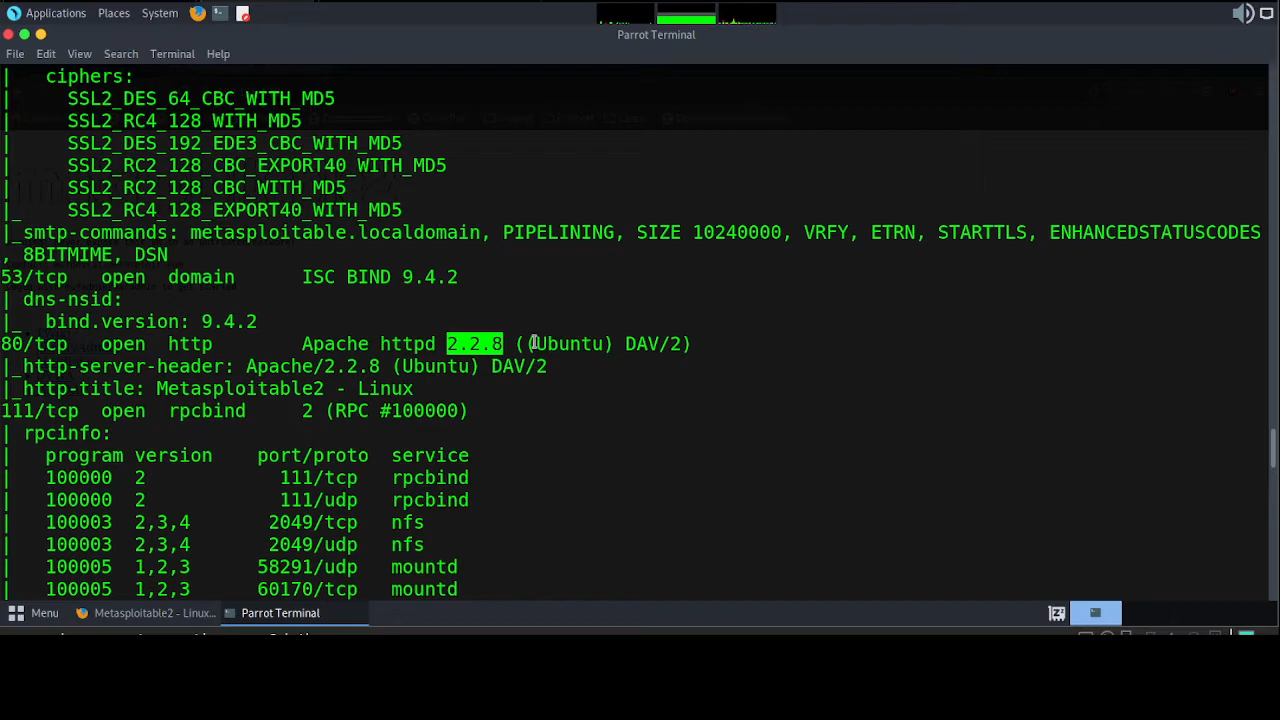 Applications Places System
Parrot Terminal
File Edit View Search Terminal Help
| ciphers:
| SSL2_DES_64_CBC_WITH_MD5
| SSL2_RC4_128_WITH_MD5
| SSL2_DES_192_EDE3_CBC_WITH_MD5
| SSL2_RC2_128_CBC_EXPORT40_WITH_MD5
| SSL2_RC2_128_CBC_WITH_MD5
|_ SSL2_RC4_128_EXPORT40_WITH_MD5
|_smtp-commands: metasploitable.localdomain, PIPELINING, SIZE 10240000, VRFY, ETRN, STARTTLS, ENHANCEDSTATUSCODES
, 8BITMIME, DSN
53/tcp open domain ISC BIND 9.4.2
| dns-nsid:
|_ bind.version: 9.4.2
80/tcp open http Apache httpd 2.2.8 ((Ubuntu) DAV/2)
|_http-server-header: Apache/2.2.8 (Ubuntu) DAV/2
|_http-title: Metasploitable2 - Linux
111/tcp open rpcbind 2 (RPC #100000)
| rpcinfo:
| program version port/proto service
| 100000 2 111/tcp rpcbind
| 100000 2 111/udp rpcbind
| 100003 2,3,4 2049/tcp nfs
| 100003 2,3,4 2049/udp nfs
| 100005 1,2,3 58291/udp mountd
| 100005 1,2,3 60170/tcp mountd
Menu Metasploitable2 - Linux... Parrot Terminal